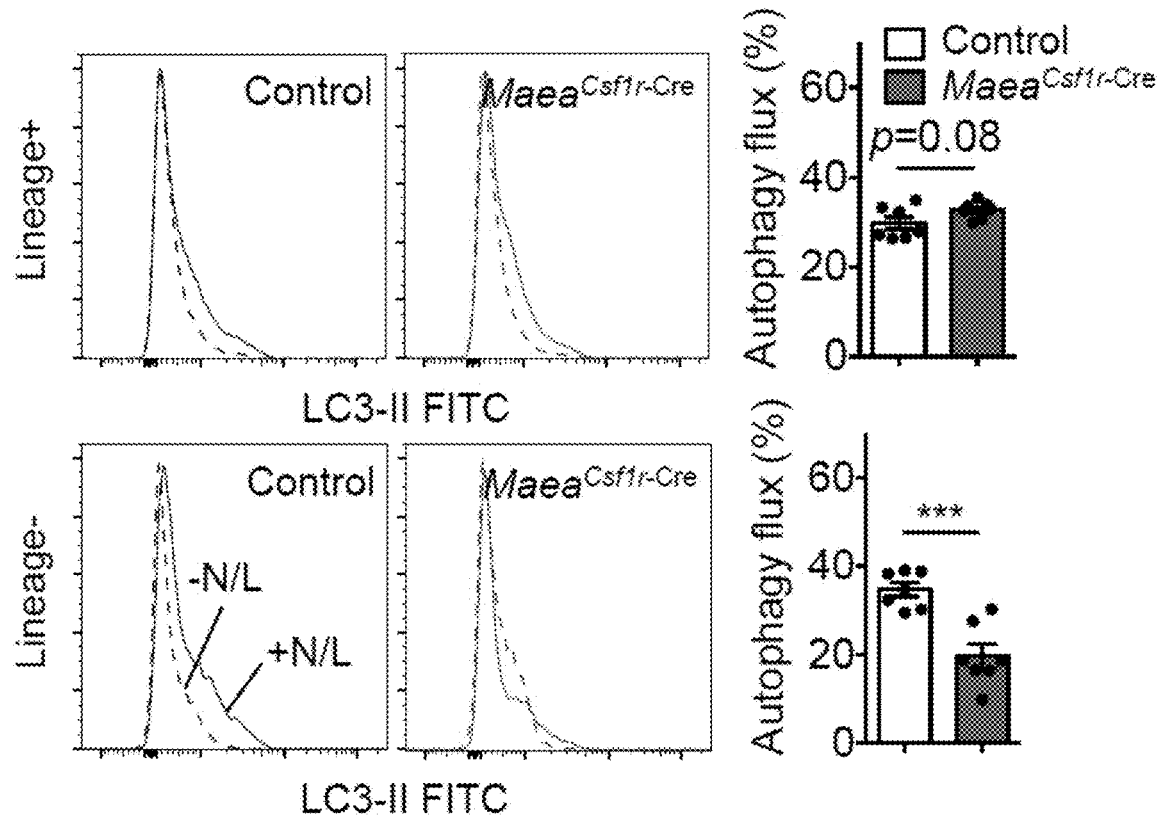 Lineage+
Control
MaeaCsf1r-Cre
LC3-II FITC
Autophagy flux (%)
60
40
20
0
Control
MaeaCsf1r-Cre
p=0.08
Lineage-
Control
-N/L
+N/L
MaeaCsf1r-Cre
LC3-II FITC
Autophagy flux (%)
60
40
20
0
***